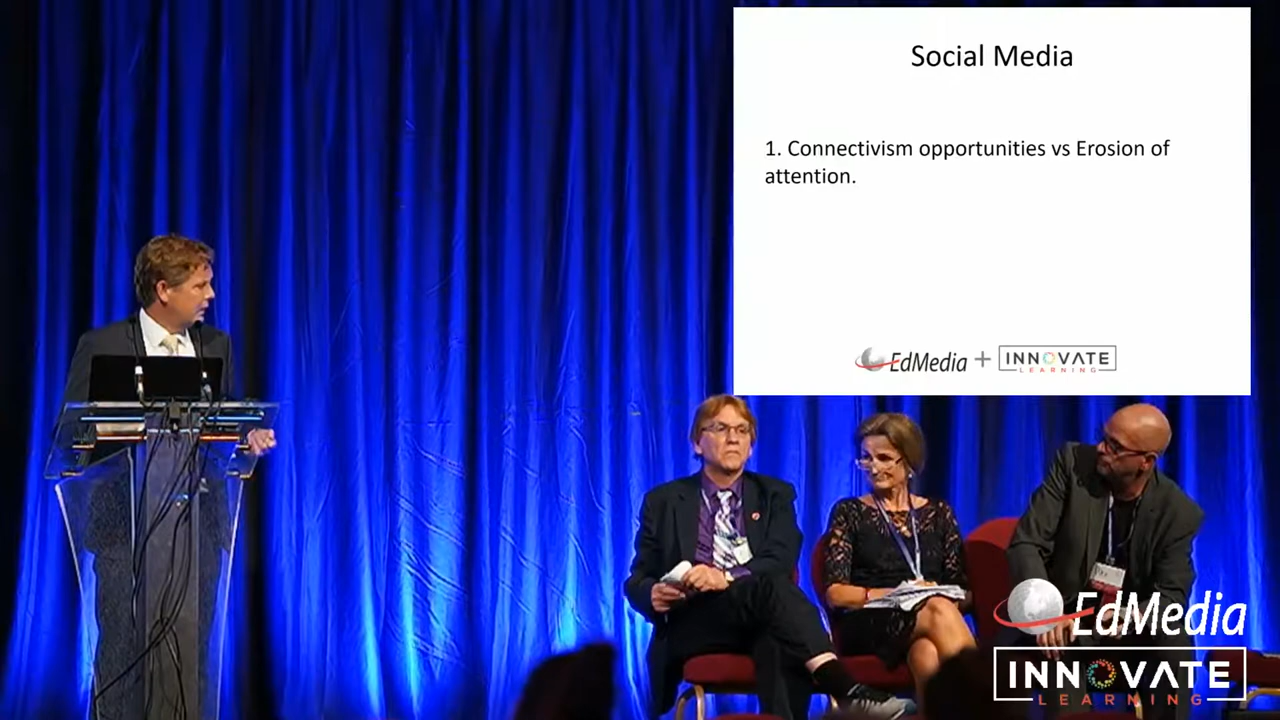 Social Media
1. Connectivism opportunities vs Erosion of
attention.
EdMedia + INNOVATE
LEARNING
EdMedia
INNOVATE
LEARNING